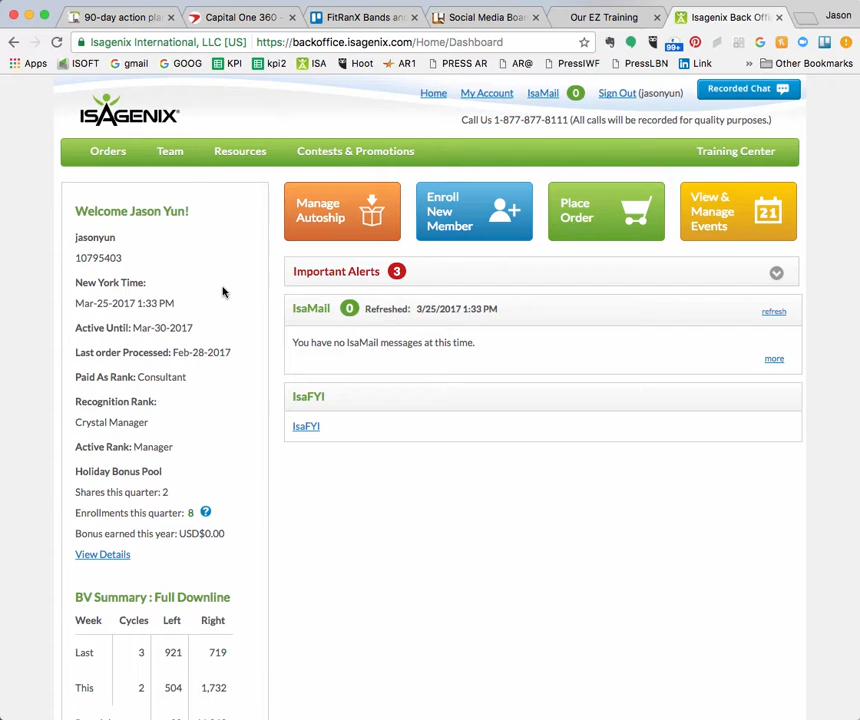 90-day action pla
Capital One 360 -
FitRanX Bands and
Social Media Boa
Our EZ Training
Isagenix Back Offi
Jason
Isagenix International, LLC [US] https://backoffice.isagenix.com/Home/Dashboard
99+
Apps ISOFT gmail GOOG KPI kpi2 ISA Hoot AR1 PRESS AR AR@ PressIWF PressLBN Link » Other Bookmarks
ISAGENIX®
Home My Account IsaMail 0 Sign Out (jasonyun) Recorded Chat
Call Us 1-877-877-8111 (All calls will be recorded for quality purposes.)
Orders Team Resources Contests & Promotions Training Center
Welcome Jason Yun!
jasonyun
10795403
New York Time:
Mar-25-2017 1:33 PM
Active Until: Mar-30-2017
Last order Processed: Feb-28-2017
Paid As Rank: Consultant
Recognition Rank:
Crystal Manager
Active Rank: Manager
Holiday Bonus Pool
Shares this quarter: 2
Enrollments this quarter: 8 ?
Bonus earned this year: USD$0.00
View Details
BV Summary : Full Downline
Week Cycles Left Right
Last 3 921 719
This 2 504 1,732
Manage
Autoship
Enroll
New
Member
Place
Order
View &
Manage
Events
21
Important Alerts 3
IsaMail 0 Refreshed: 3/25/2017 1:33 PM refresh
You have no IsaMail messages at this time.
more
IsaFYI
IsaFYI